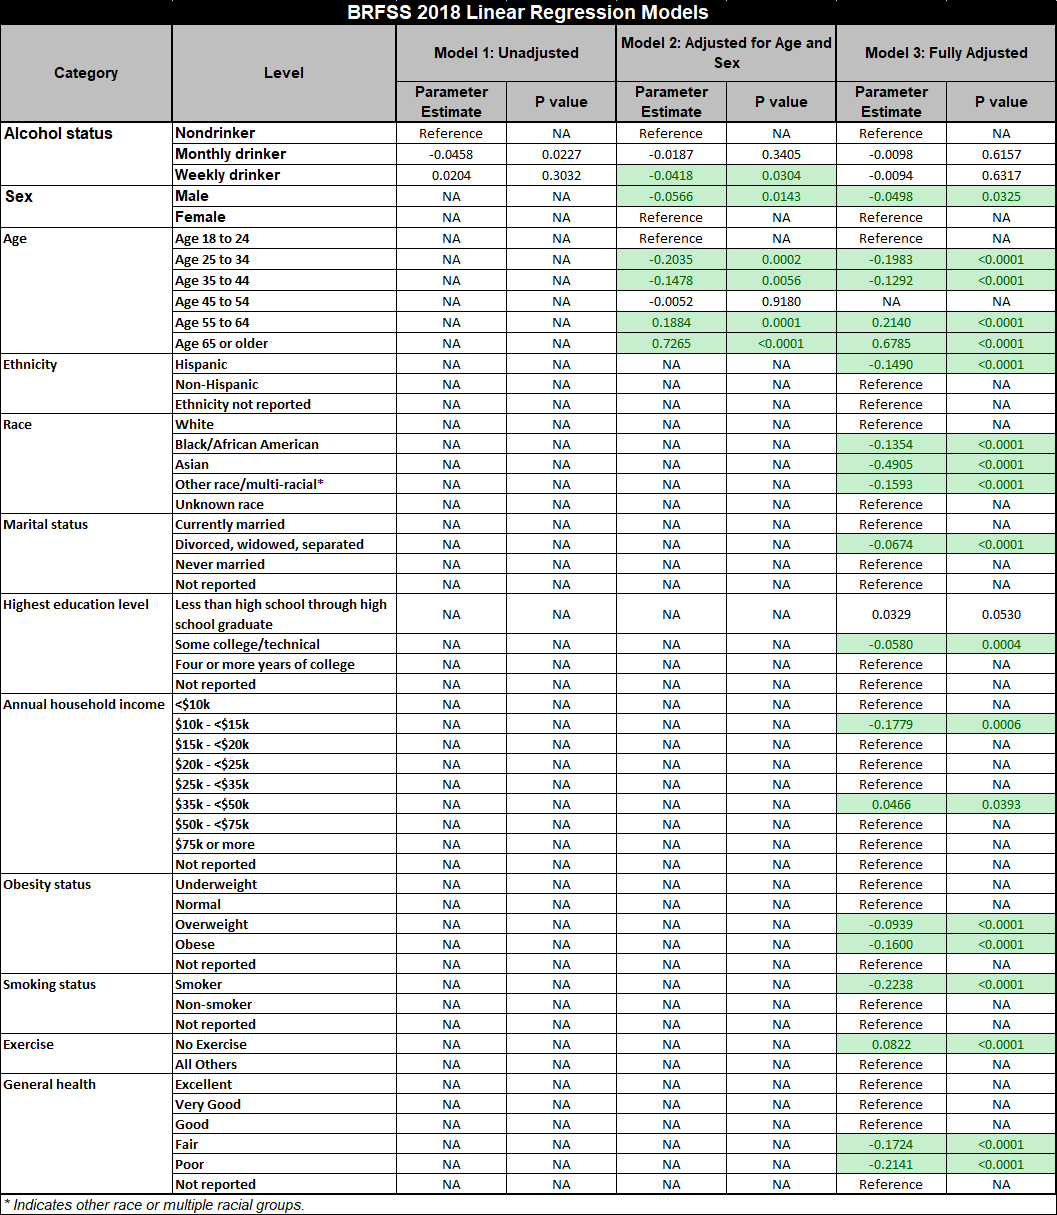 BRFSS 2018 Linear Regression Models
Category Level Model 1: Unadjusted Model 2: Adjusted for Age and Sex Model 3: Fully Adjusted
Parameter Estimate P value Parameter Estimate P value Parameter Estimate P value
Alcohol status Nondrinker Reference NA Reference NA Reference NA
Monthly drinker -0.0458 0.0227 -0.0187 0.3405 -0.0098 0.6157
Weekly drinker 0.0204 0.3032 -0.0418 0.0304 -0.0094 0.6317
Sex Male NA NA -0.0566 0.0143 -0.0498 0.0325
Female NA NA Reference NA Reference NA
Age Age 18 to 24 NA NA Reference NA Reference NA
Age 25 to 34 NA NA -0.2035 0.0002 -0.1983 <0.0001
Age 35 to 44 NA NA -0.1478 0.0056 -0.1292 <0.0001
Age 45 to 54 NA NA -0.0052 0.9180 NA NA
Age 55 to 64 NA NA 0.1884 0.0001 0.2140 <0.0001
Age 65 or older NA NA 0.7265 <0.0001 0.6785 <0.0001
Ethnicity Hispanic NA NA NA NA -0.1490 <0.0001
Non-Hispanic NA NA NA NA Reference NA
Ethnicity not reported NA NA NA NA Reference NA
Race White NA NA NA NA Reference NA
Black/African American NA NA NA NA -0.1354 <0.0001
Asian NA NA NA NA -0.4905 <0.0001
Other race/multi-racial* NA NA NA NA -0.1593 <0.0001
Unknown race NA NA NA NA Reference NA
Marital status Currently married NA NA NA NA Reference NA
Divorced, widowed, separated NA NA NA NA -0.0674 <0.0001
Never married NA NA NA NA Reference NA
Not reported NA NA NA NA Reference NA
Highest education level Less than high school through high school graduate NA NA NA NA 0.0329 0.0530
Some college/technical NA NA NA NA -0.0580 0.0004
Four or more years of college NA NA NA NA Reference NA
Not reported NA NA NA NA Reference NA
Annual household income <$10k NA NA NA NA Reference NA
$10k - <$15k NA NA NA NA -0.1779 0.0006
$15k - <$20k NA NA NA NA Reference NA
$20k - <$25k NA NA NA NA Reference NA
$25k - <$35k NA NA NA NA Reference NA
$35k - <$50k NA NA NA NA 0.0466 0.0393
$50k - <$75k NA NA NA NA Reference NA
$75k or more NA NA NA NA Reference NA
Not reported NA NA NA NA Reference NA
Obesity status Underweight NA NA NA NA Reference NA
Normal NA NA NA NA Reference NA
Overweight NA NA NA NA -0.0939 <0.0001
Obese NA NA NA NA -0.1600 <0.0001
Not reported NA NA NA NA Reference NA
Smoking status Smoker NA NA NA NA -0.2238 <0.0001
Non-smoker NA NA NA NA Reference NA
Not reported NA NA NA NA Reference NA
Exercise No Exercise NA NA NA NA 0.0822 <0.0001
All Others NA NA NA NA Reference NA
General health Excellent NA NA NA NA Reference NA
Very Good NA NA NA NA Reference NA
Good NA NA NA NA Reference NA
Fair NA NA NA NA -0.1724 <0.0001
Poor NA NA NA NA -0.2141 <0.0001
Not reported NA NA NA NA Reference NA
* Indicates other race or multiple racial groups.